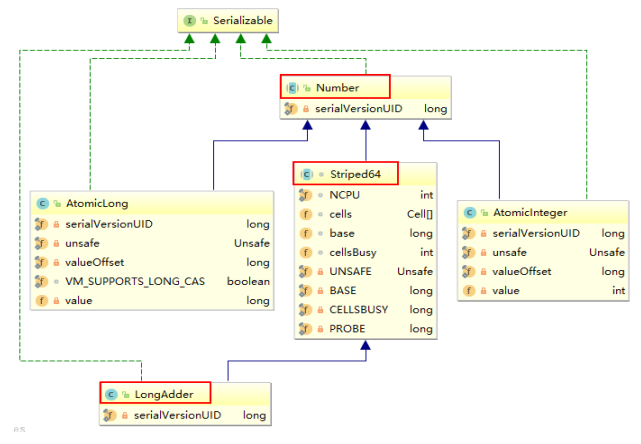 Serializable
Number
serialVersionUID long
Striped64
NCPU int
cells Cell[]
base long
cellsBusy int
UNSAFE Unsafe
BASE long
CELLSBUSY long
PROBE long
AtomicLong
serialVersionUID long
unsafe Unsafe
valueOffset long
VM_SUPPORTS_LONG_CAS boolean
value long
AtomicInteger
serialVersionUID long
unsafe Unsafe
valueOffset long
value int
LongAdder
serialVersionUID long
es